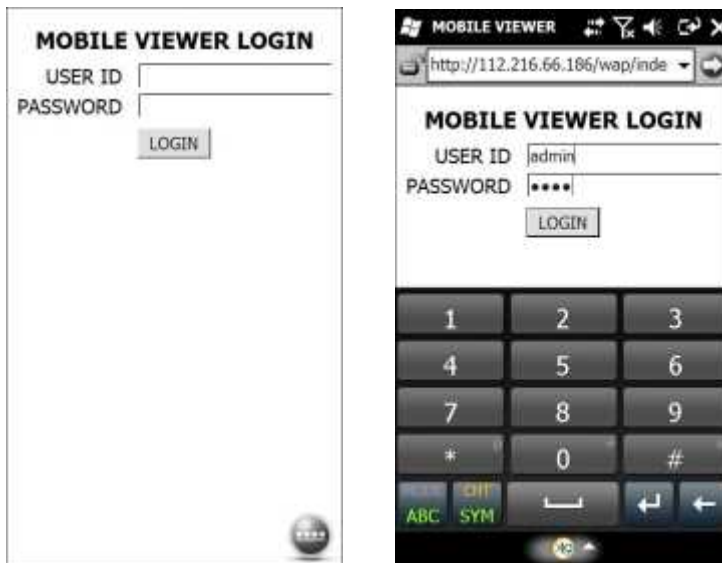 MOBILE VIEWER LOGIN
USER ID
PASSWORD
LOGIN
MOBILE VIEWER
http://112.216.66.186/wap/inde
MOBILE VIEWER LOGIN
USER ID admin
PASSWORD ••••
LOGIN
1 2 3
4 5 6
7 8 9
* 0 #
ABC SYM